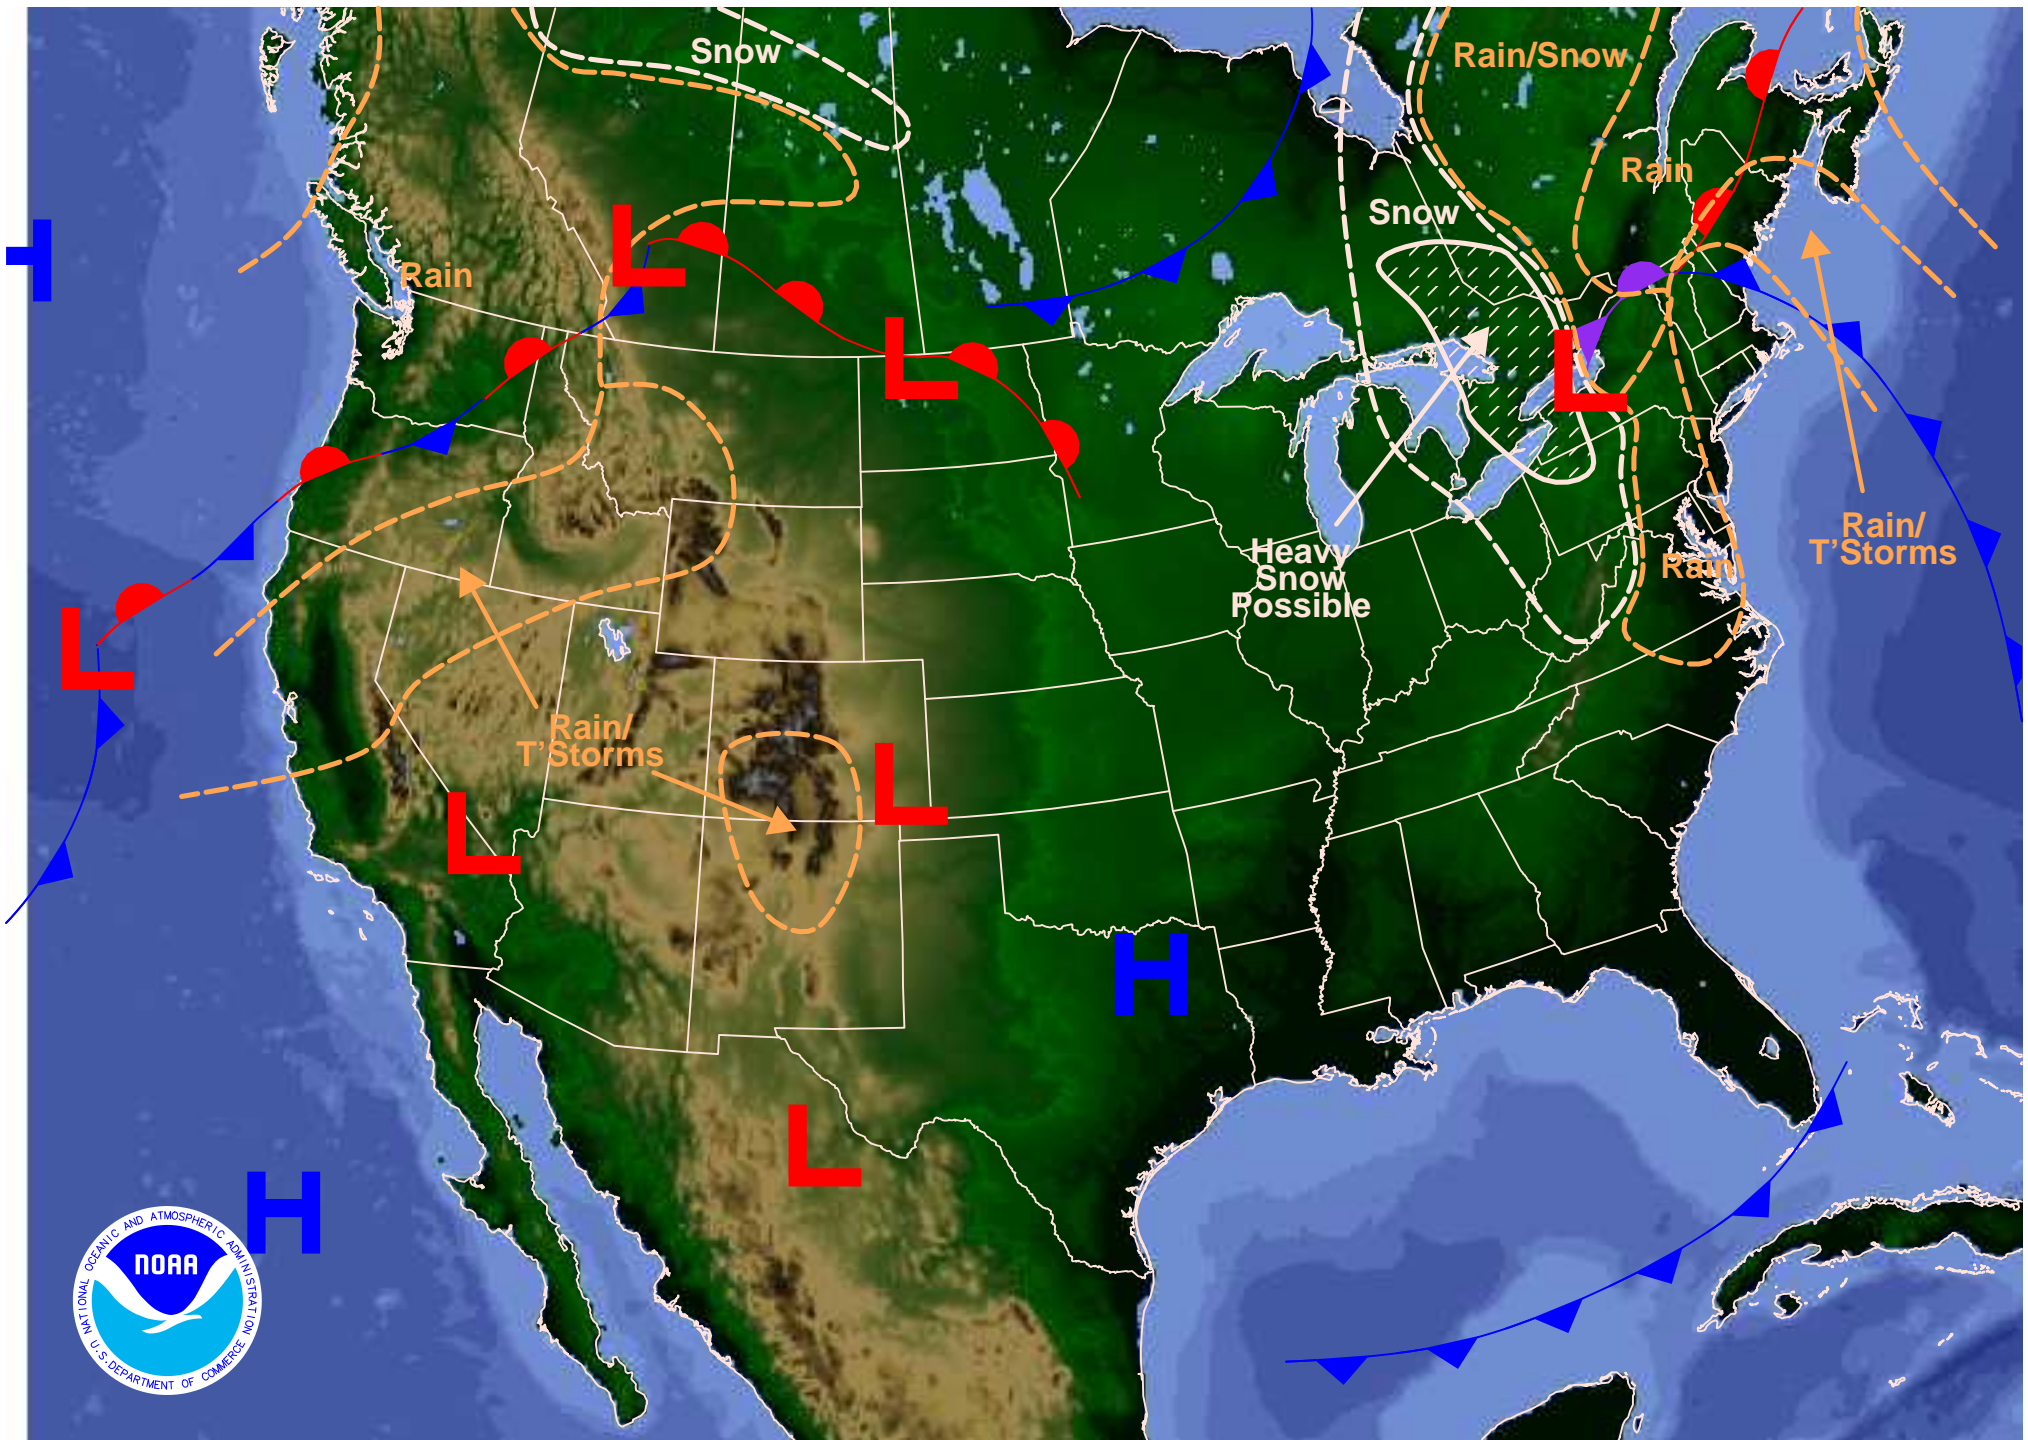 Snow
Rain/Snow
Rain
Snow
Rain
H
L
L
L
Rain/
T'Storms
Heavy
Snow
Possible
Rain
L
Rain/
T'Storms
L
L
H
L
H
NATIONAL OCEANIC AND ATMOSPHERIC ADMINISTRATION
NOAA
U.S. DEPARTMENT OF COMMERCE